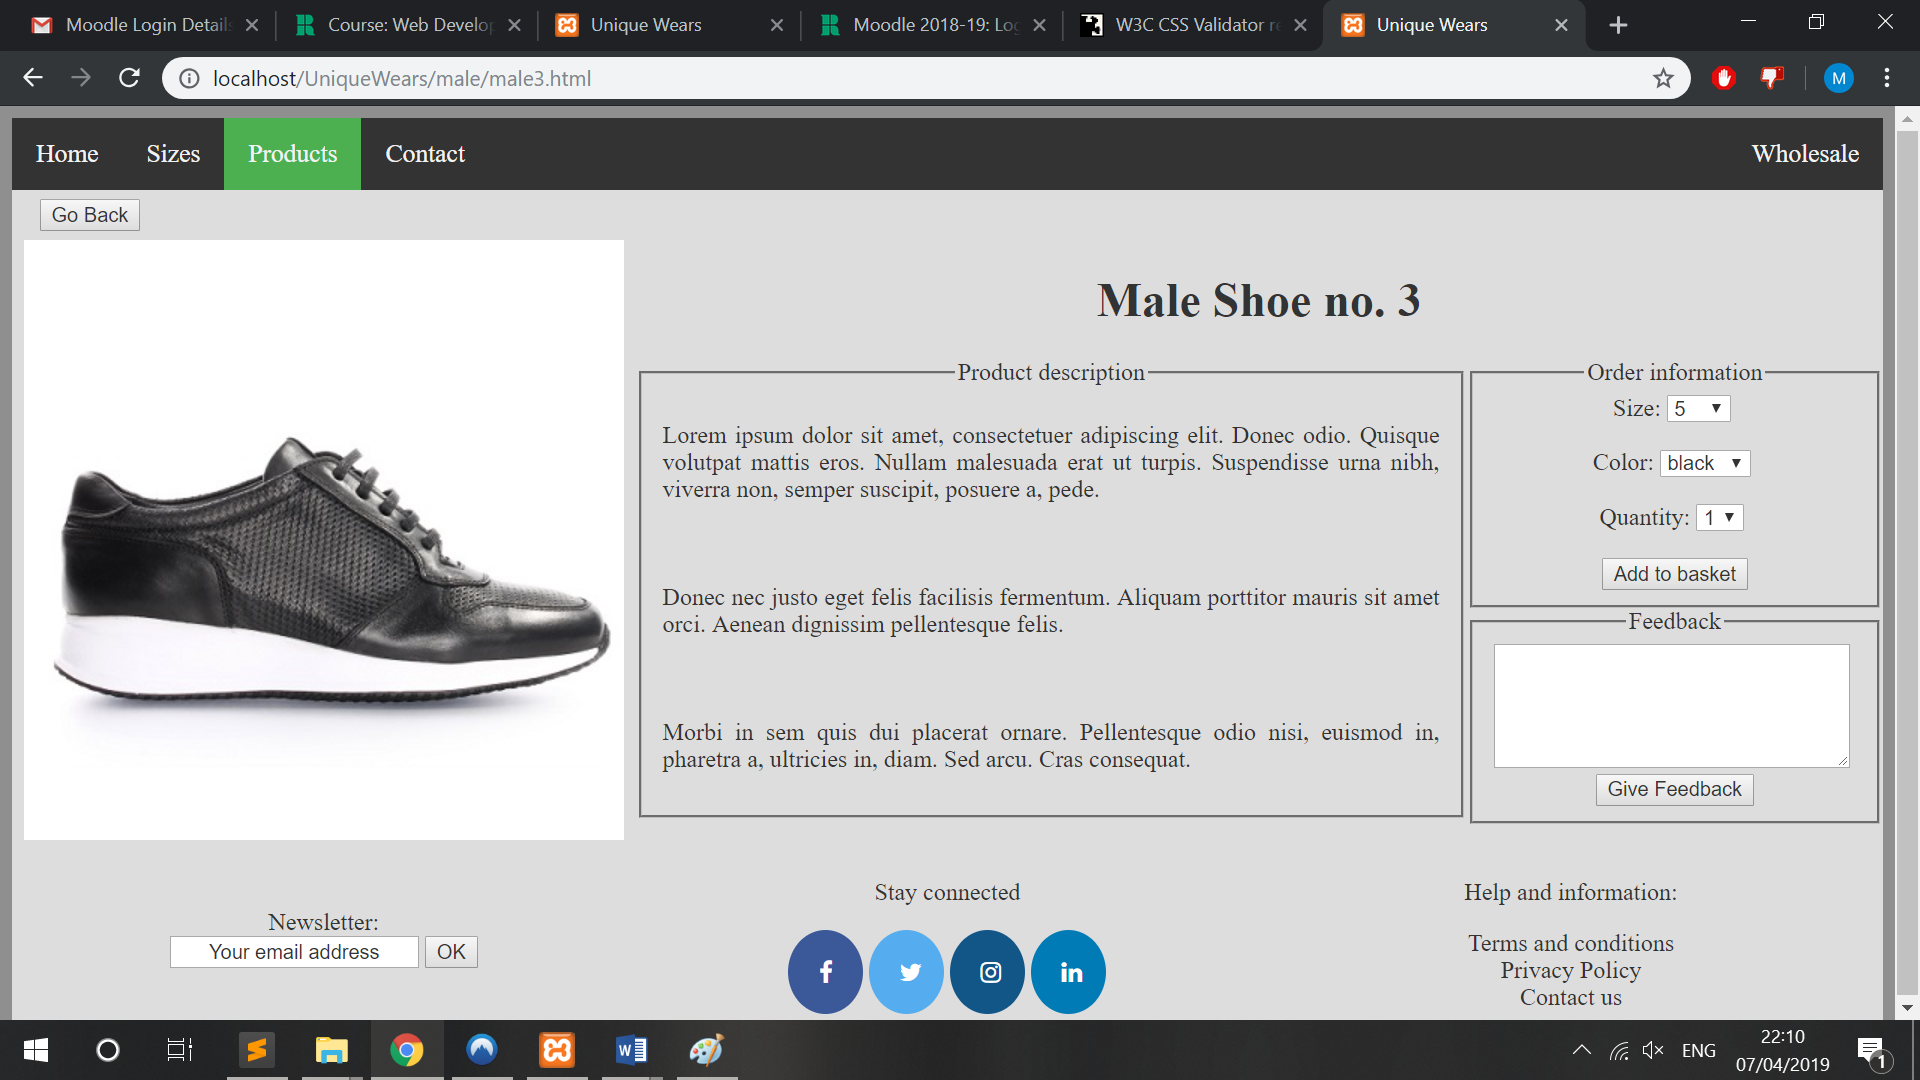 Moodle Login Details
Course: Web Develop
Unique Wears
Moodle 2018-19: Log
W3C CSS Validator re
Unique Wears
localhost/UniqueWears/male/male3.html
M
Home
Sizes
Products
Contact
Wholesale
Go Back
Male Shoe no. 3
Product description
Lorem ipsum dolor sit amet, consectetuer adipiscing elit. Donec odio. Quisque
volutpat mattis eros. Nullam malesuada erat ut turpis. Suspendisse urna nibh,
viverra non, semper suscipit, posuere a, pede.
Donec nec justo eget felis facilisis fermentum. Aliquam porttitor mauris sit amet
orci. Aenean dignissim pellentesque felis.
Morbi in sem quis dui placerat ornare. Pellentesque odio nisi, euismod in,
pharetra a, ultricies in, diam. Sed arcu. Cras consequat.
Order information
Size: 5
Color: black
Quantity: 1
Add to basket
Feedback
Give Feedback
Newsletter:
Your email address OK
Stay connected
Help and information:
Terms and conditions
Privacy Policy
Contact us
ENG
22:10
07/04/2019
1